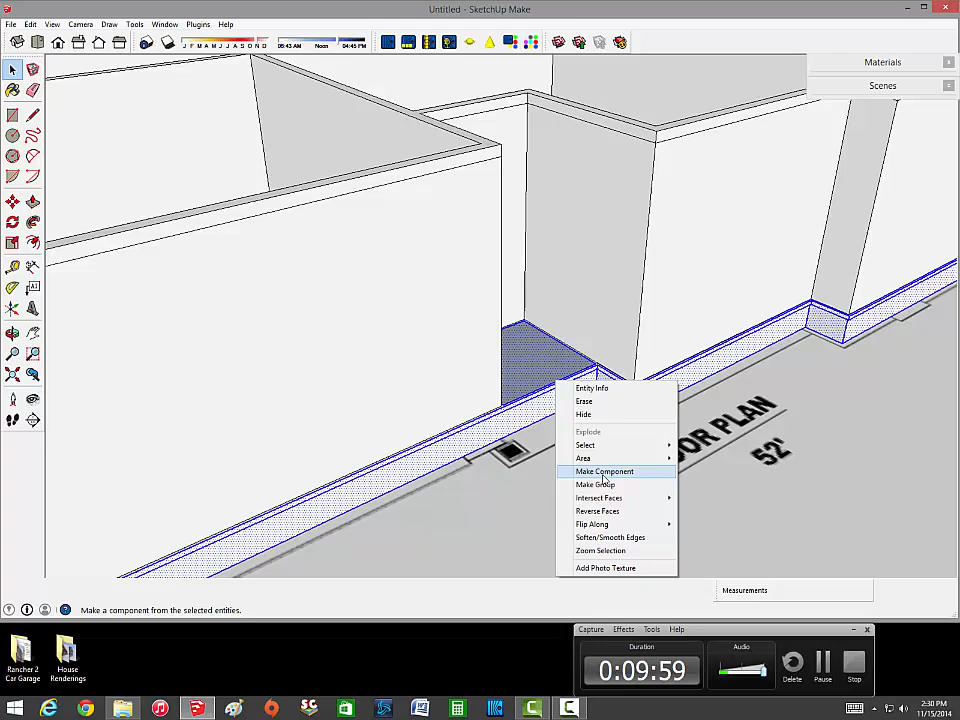 Untitled - SketchUp Make
File Edit View Camera Draw Tools Window Plugins Help
J F M A M J J A S O N D
05:43 AM Noon 04:45 PM
Materials
Scenes
Entity Info
Erase
Hide
Explode
Select
Area
Make Component
Make Group
Intersect Faces
Reverse Faces
Flip Along
Soften/Smooth Edges
Zoom Selection
Add Photo Texture
OOR PLAN
52'
Measurements
Make a component from the selected entities.
Capture Effects Tools Help
Duration
0:09:59
Audio
Delete Pause Stop
Rancher 2 Car Garage
House Renderings
2:30 PM
11/15/2014